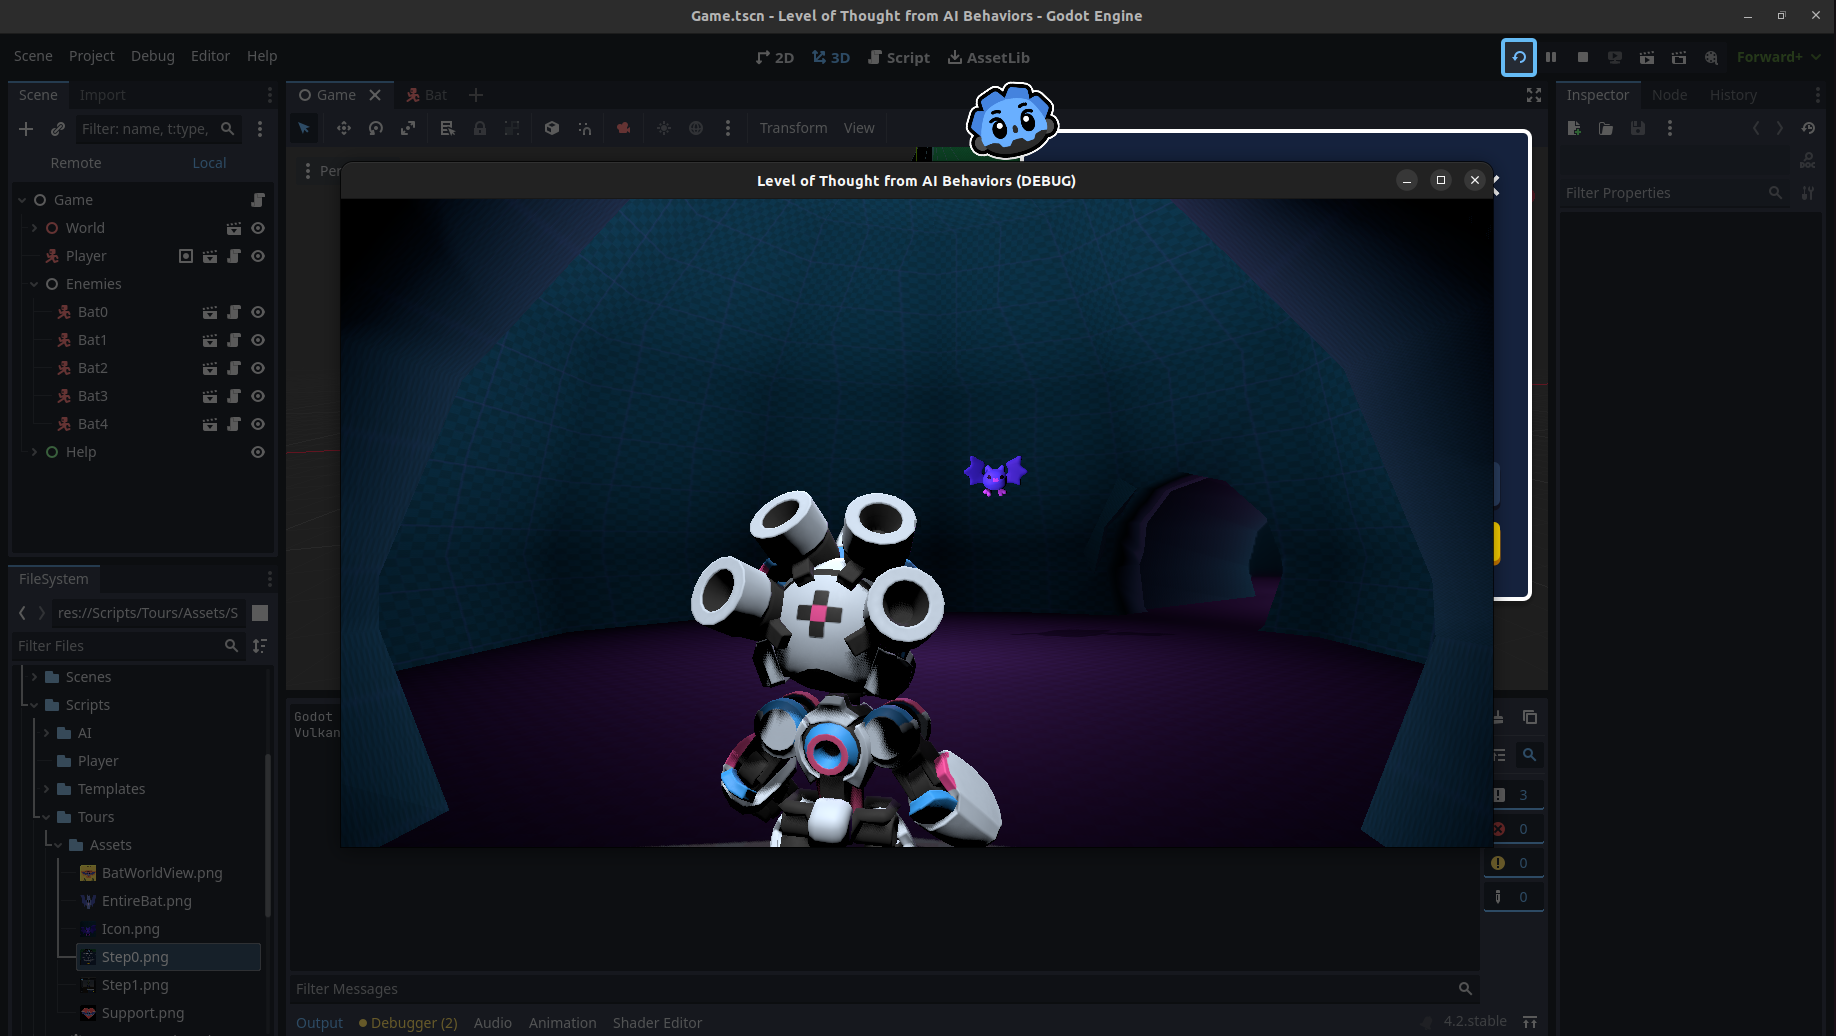 Game.tscn - Level of Thought from AI Behaviors - Godot Engine
Scene Project Debug Editor Help
2D 3D Script AssetLib
Forward+
Scene Import
Game Bat
Inspector Node History
Filter: name, t:type,
Transform View
Remote Local
Per
Level of Thought from AI Behaviors (DEBUG)
Filter Properties
Game
World
Player
Enemies
Bat0
Bat1
Bat2
Bat3
Bat4
Help
FileSystem
res://Scripts/Tours/Assets/S
Filter Files
Scenes
Scripts
AI
Player
Templates
Tours
Assets
BatWorldView.png
EntireBat.png
Icon.png
Step0.png
Step1.png
Support.png
Godot
Vulkan
3
0
0
0
Filter Messages
Output Debugger (2) Audio Animation Shader Editor
4.2.stable